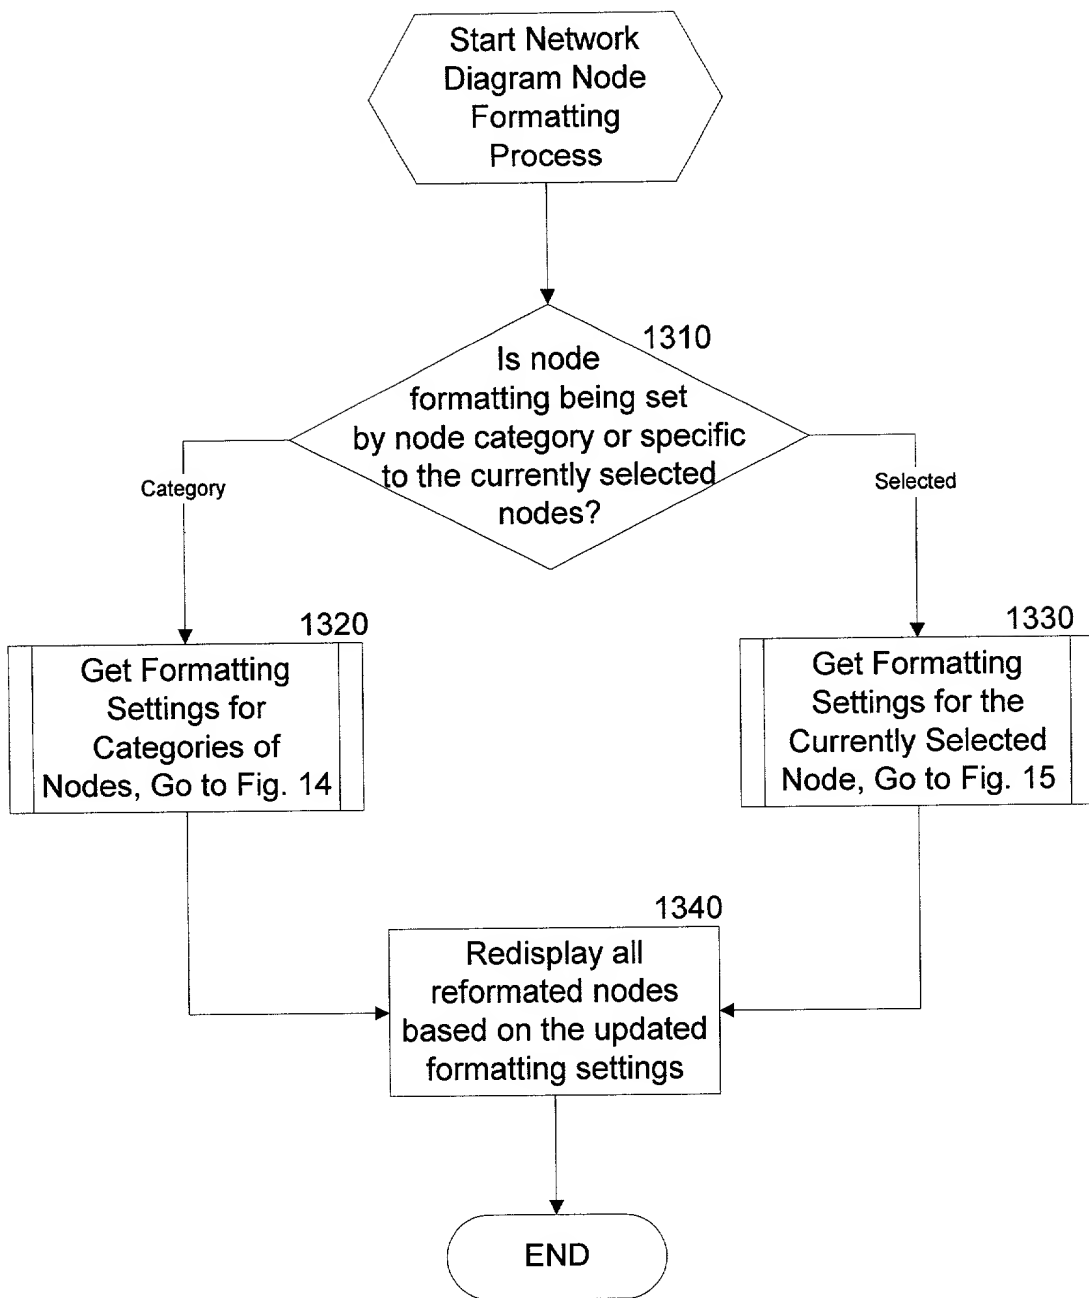 Start Network
Diagram Node
Formatting
Process
1310
Is node
formatting being set
by node category or specific
to the currently selected
nodes?
Category
Selected
1320
Get Formatting
Settings for
Categories of
Nodes, Go to Fig. 14
1330
Get Formatting
Settings for the
Currently Selected
Node, Go to Fig. 15
1340
Redisplay all
reformated nodes
based on the updated
formatting settings
END